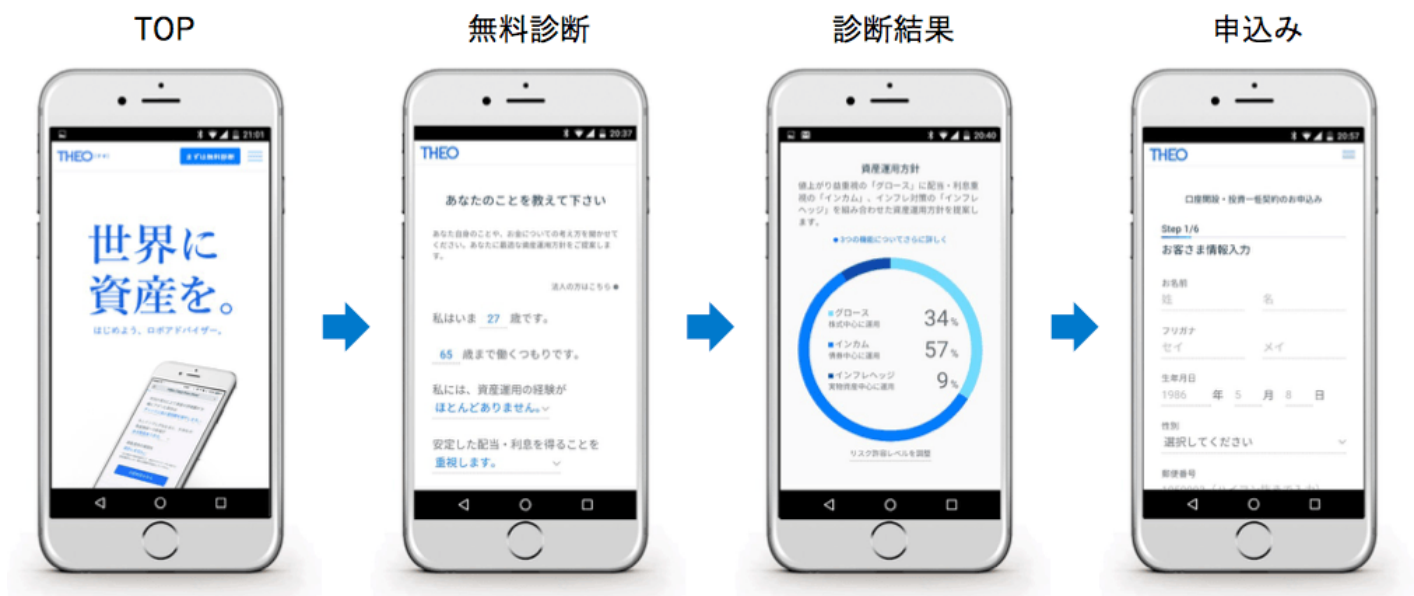 TOP
無料診断
診断結果
申込み
21:01
THEO
まずは無料診断
世界に
資産を。
はじめよう、ロボアドバイザー。
20:37
THEO
あなたのことを教えて下さい
あなた自身のことや、お金についての考え方を聞かせて
ください。あなたに最適な資産運用方針をご提案しま
す。
法人の方はこちら
私はいま 27 歳です。
65 歳まで働くつもりです。
私には、資産運用の経験が
ほとんどありません。
安定した配当・利息を得ることを
重視します。
20:40
資産運用方針
値上がり益重視の「グロース」に配当・利息重
視の「インカム」、インフレ対策の「インフレ
ヘッジ」を組み合わせた資産運用方針を提案し
ます。
3つの機能についてさらに詳しく
グロース 34%
株式中心に運用
インカム 57%
債券中心に運用
インフレヘッジ 9%
実物資産中心に運用
リスク許容レベルを調整
20:57
THEO
口座開設・投資一任契約のお申込み
Step 1/6
お客さま情報入力
お名前
姓 名
フリガナ
セイ メイ
生年月日
1986 年 5 月 8 日
性別
選択してください
郵便番号